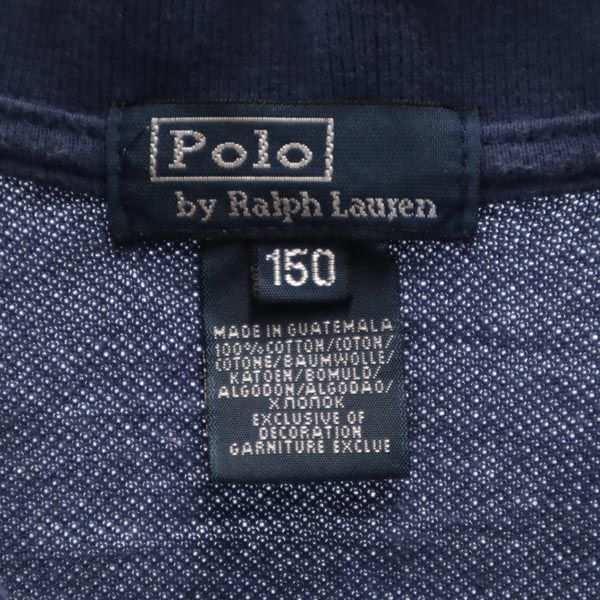 Polo
by Ralph Lauren
150
MADE IN GUATEMALA
100%COTTON/COTON/
COTONE/BAUMWOLLE/
KATOEN/BOMULD/
ALGODON/ALGODAO/
ХЛОПОК
EXCLUSIVE OF
DECORATION
GARNITURE EXCLUE